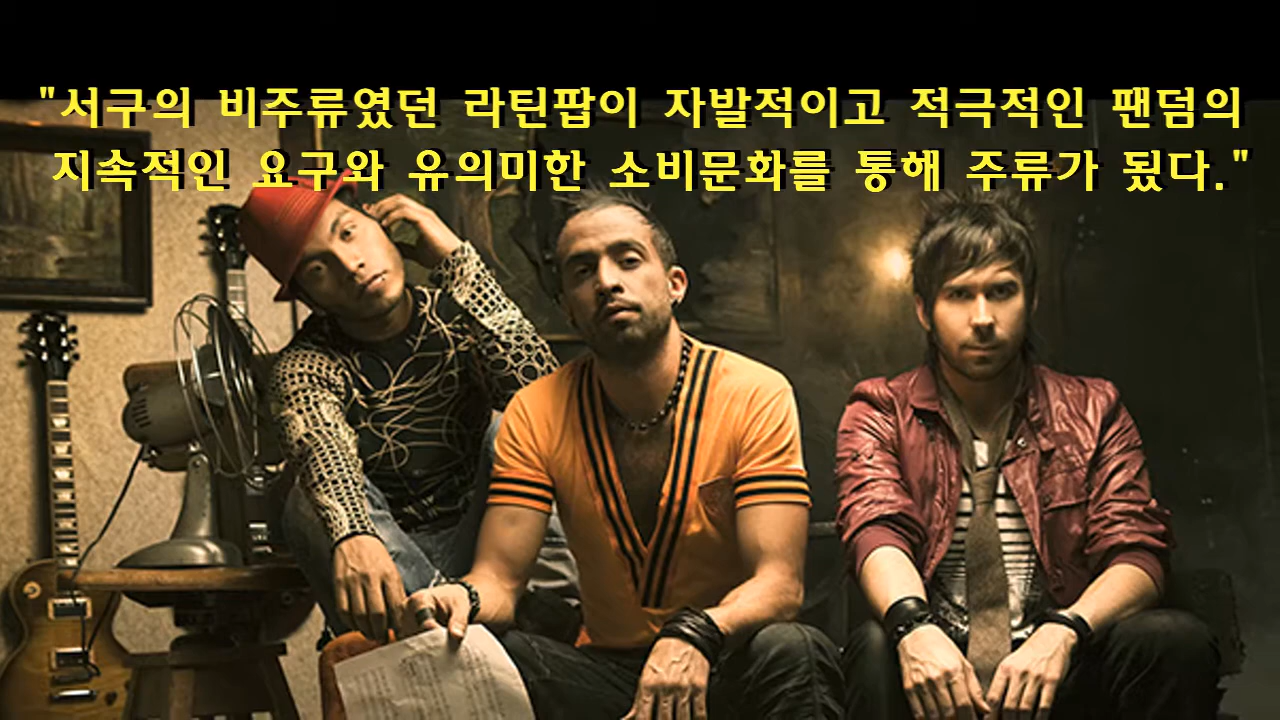 "서구의 비주류였던 라틴팝이 자발적이고 적극적인 팬덤의
지속적인 요구와 유의미한 소비문화를 통해 주류가 됬다."